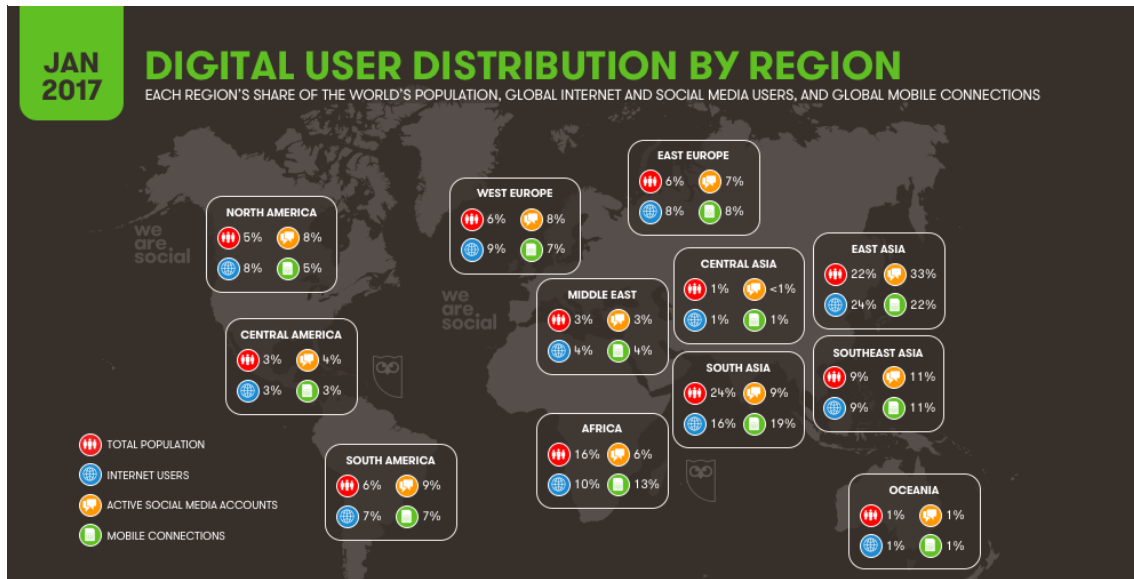 JAN
2017
DIGITAL USER DISTRIBUTION BY REGION
EACH REGION'S SHARE OF THE WORLD'S POPULATION, GLOBAL INTERNET AND SOCIAL MEDIA USERS, AND GLOBAL MOBILE CONNECTIONS
we
are
social
we
are
social
NORTH AMERICA
5% 8%
8% 5%
WEST EUROPE
6% 8%
9% 7%
EAST EUROPE
6% 7%
8% 8%
CENTRAL AMERICA
3% 4%
3% 3%
MIDDLE EAST
3% 3%
4% 4%
CENTRAL ASIA
1% <1%
1% 1%
EAST ASIA
22% 33%
24% 22%
SOUTH ASIA
24% 9%
16% 19%
SOUTHEAST ASIA
9% 11%
9% 11%
SOUTH AMERICA
6% 9%
7% 7%
AFRICA
16% 6%
10% 13%
OCEANIA
1% 1%
1% 1%
TOTAL POPULATION
INTERNET USERS
ACTIVE SOCIAL MEDIA ACCOUNTS
MOBILE CONNECTIONS